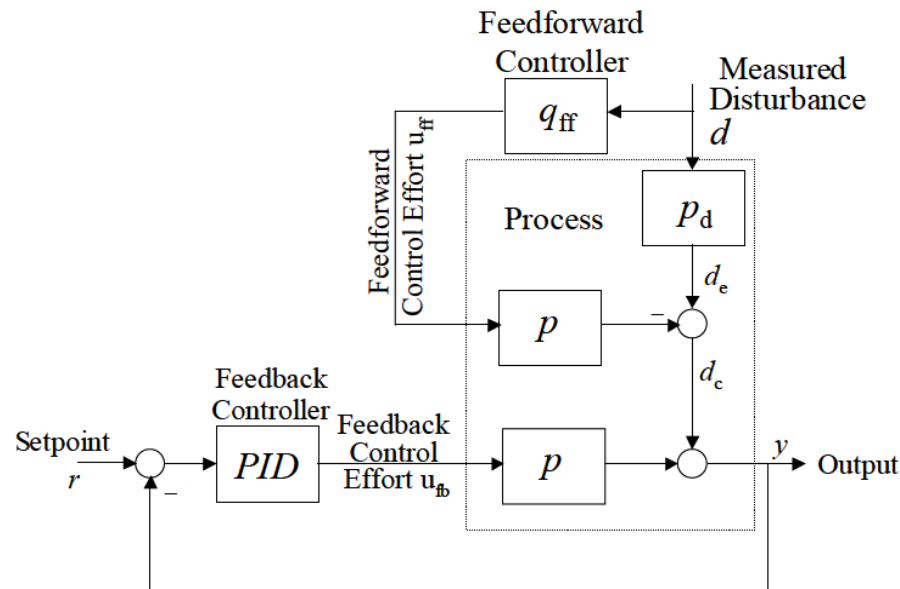 Feedforward
Controller
Measured
Disturbance
d
q_ff
Feedforward
Control Effort u_ff
Process
p_d
d_e
p
−
d_c
Feedback
Controller
Setpoint
r
−
PID
Feedback
Control
Effort u_fb
p
y
Output